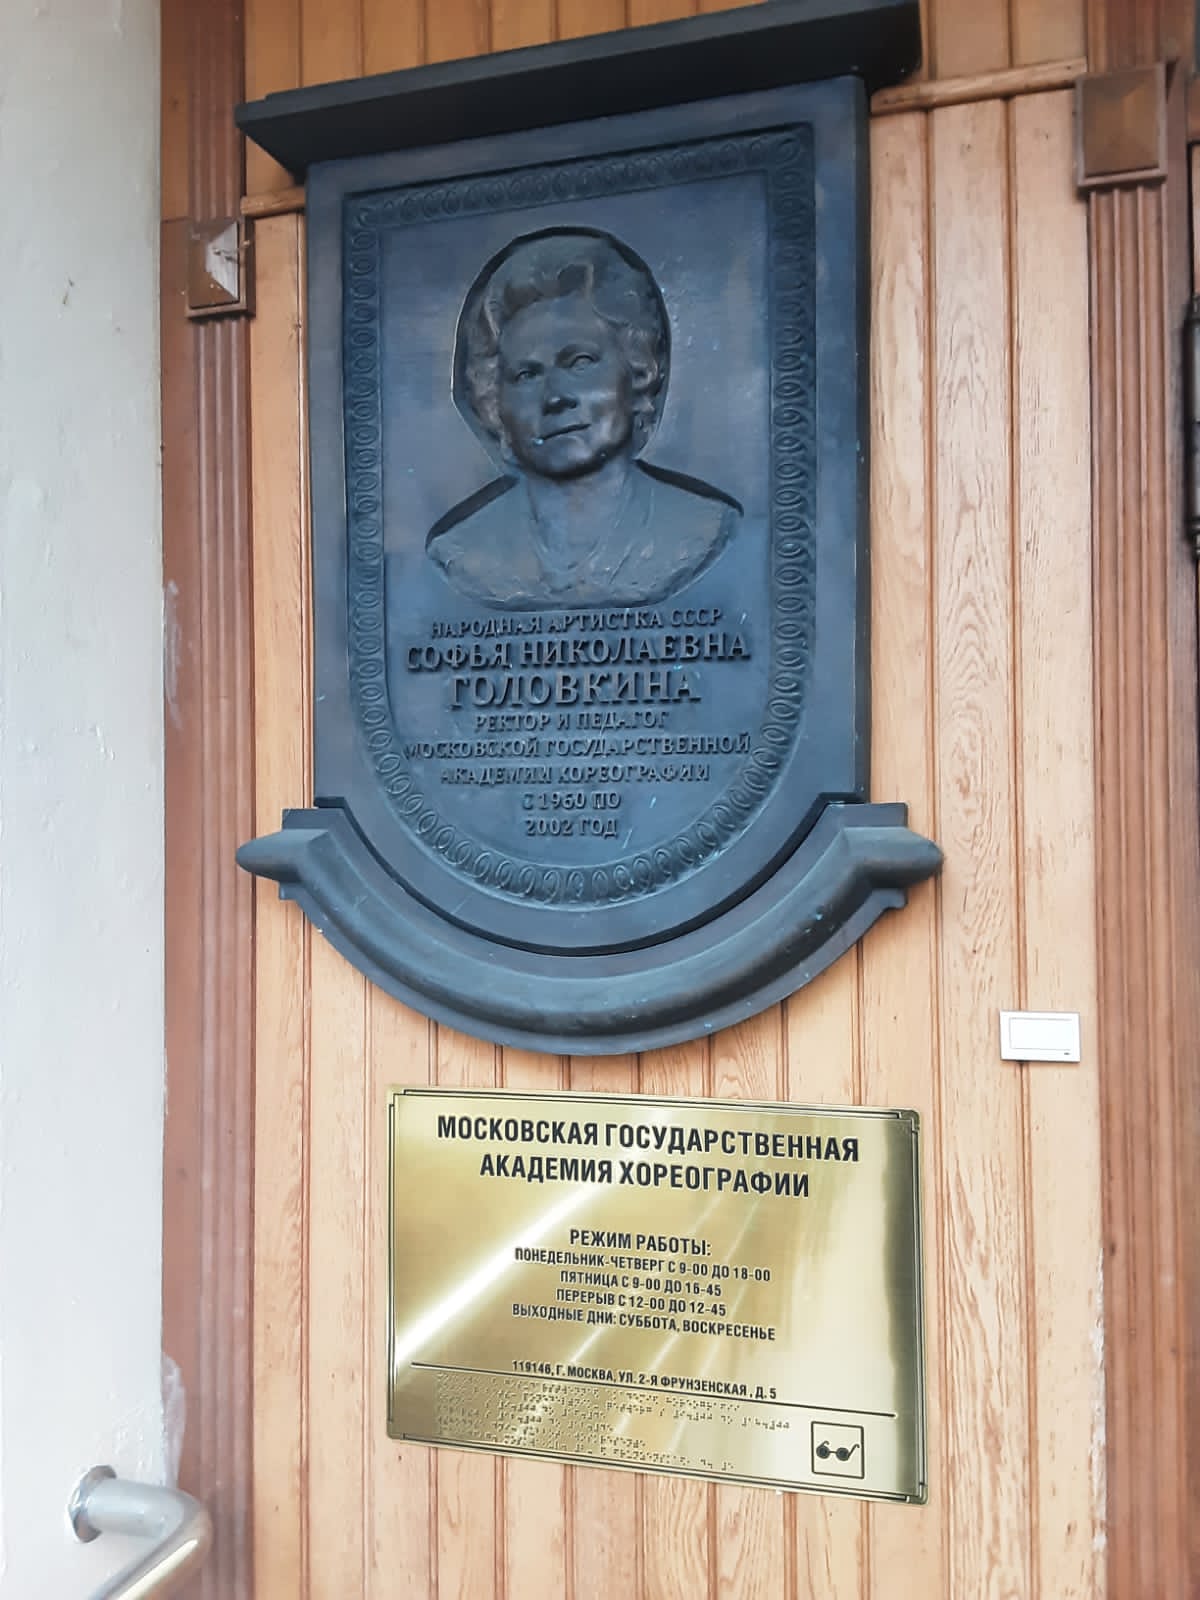 НАРОДНАЯ АРТИСТКА СССР
СОФЬЯ НИКОЛАЕВНА
ГОЛОВКИНА
РЕКТОР И ПЕДАГОГ
МОСКОВСКОЙ ГОСУДАРСТВЕННОЙ
АКАДЕМИИ ХОРЕОГРАФИИ
С 1960 ПО
2002 ГОД
МОСКОВСКАЯ ГОСУДАРСТВЕННАЯ
АКАДЕМИЯ ХОРЕОГРАФИИ
РЕЖИМ РАБОТЫ:
ПОНЕДЕЛЬНИК-ЧЕТВЕРГ С 9-00 ДО 18-00
ПЯТНИЦА С 9-00 ДО 16-45
ПЕРЕРЫВ С 12-00 ДО 12-45
ВЫХОДНЫЕ ДНИ: СУББОТА, ВОСКРЕСЕНЬЕ
119146, Г. МОСКВА, УЛ. 2-Я ФРУНЗЕНСКАЯ , Д. 5